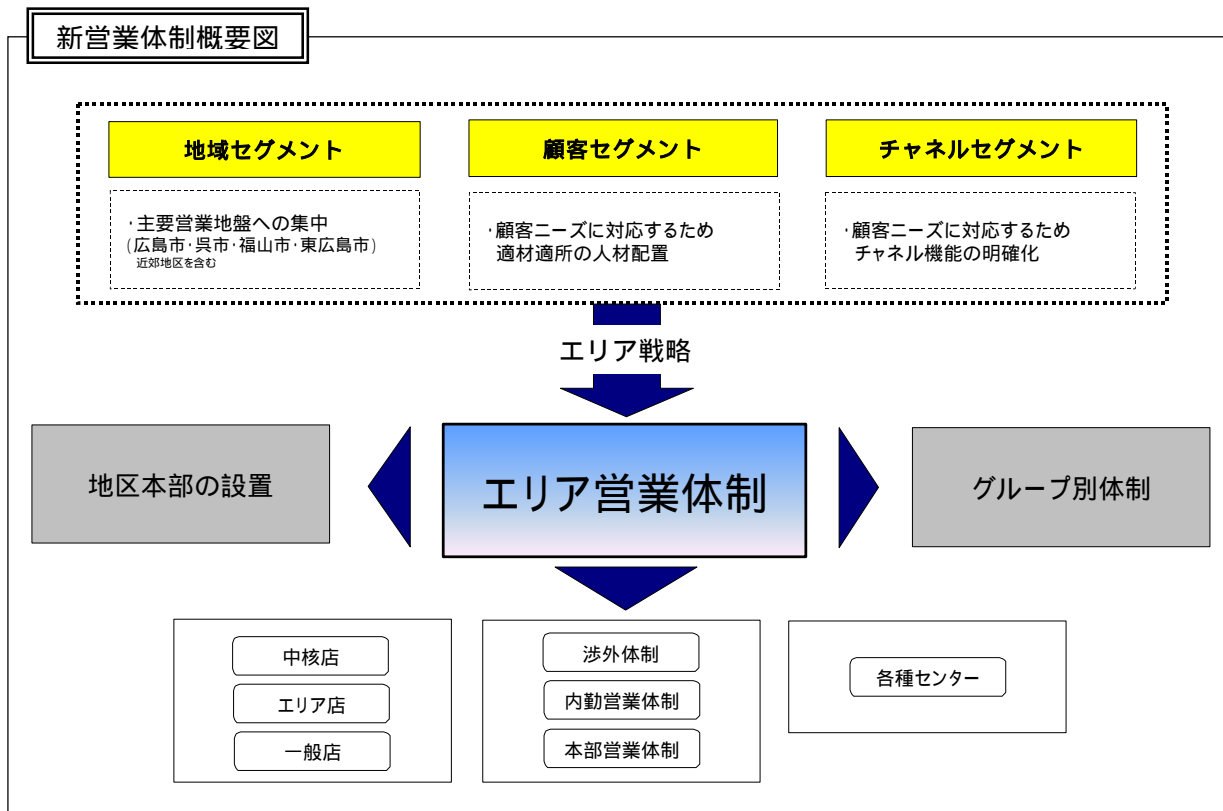 新営業体制概要図
地域セグメント
・主要営業地盤への集中
(広島市・呉市・福山市・東広島市)
近郊地区を含む
顧客セグメント
・顧客ニーズに対応するため
適材適所の人材配置
チャネルセグメント
・顧客ニーズに対応するため
チャネル機能の明確化
エリア戦略
地区本部の設置
エリア営業体制
グループ別体制
中核店
エリア店
一般店
渉外体制
内勤営業体制
本部営業体制
各種センター